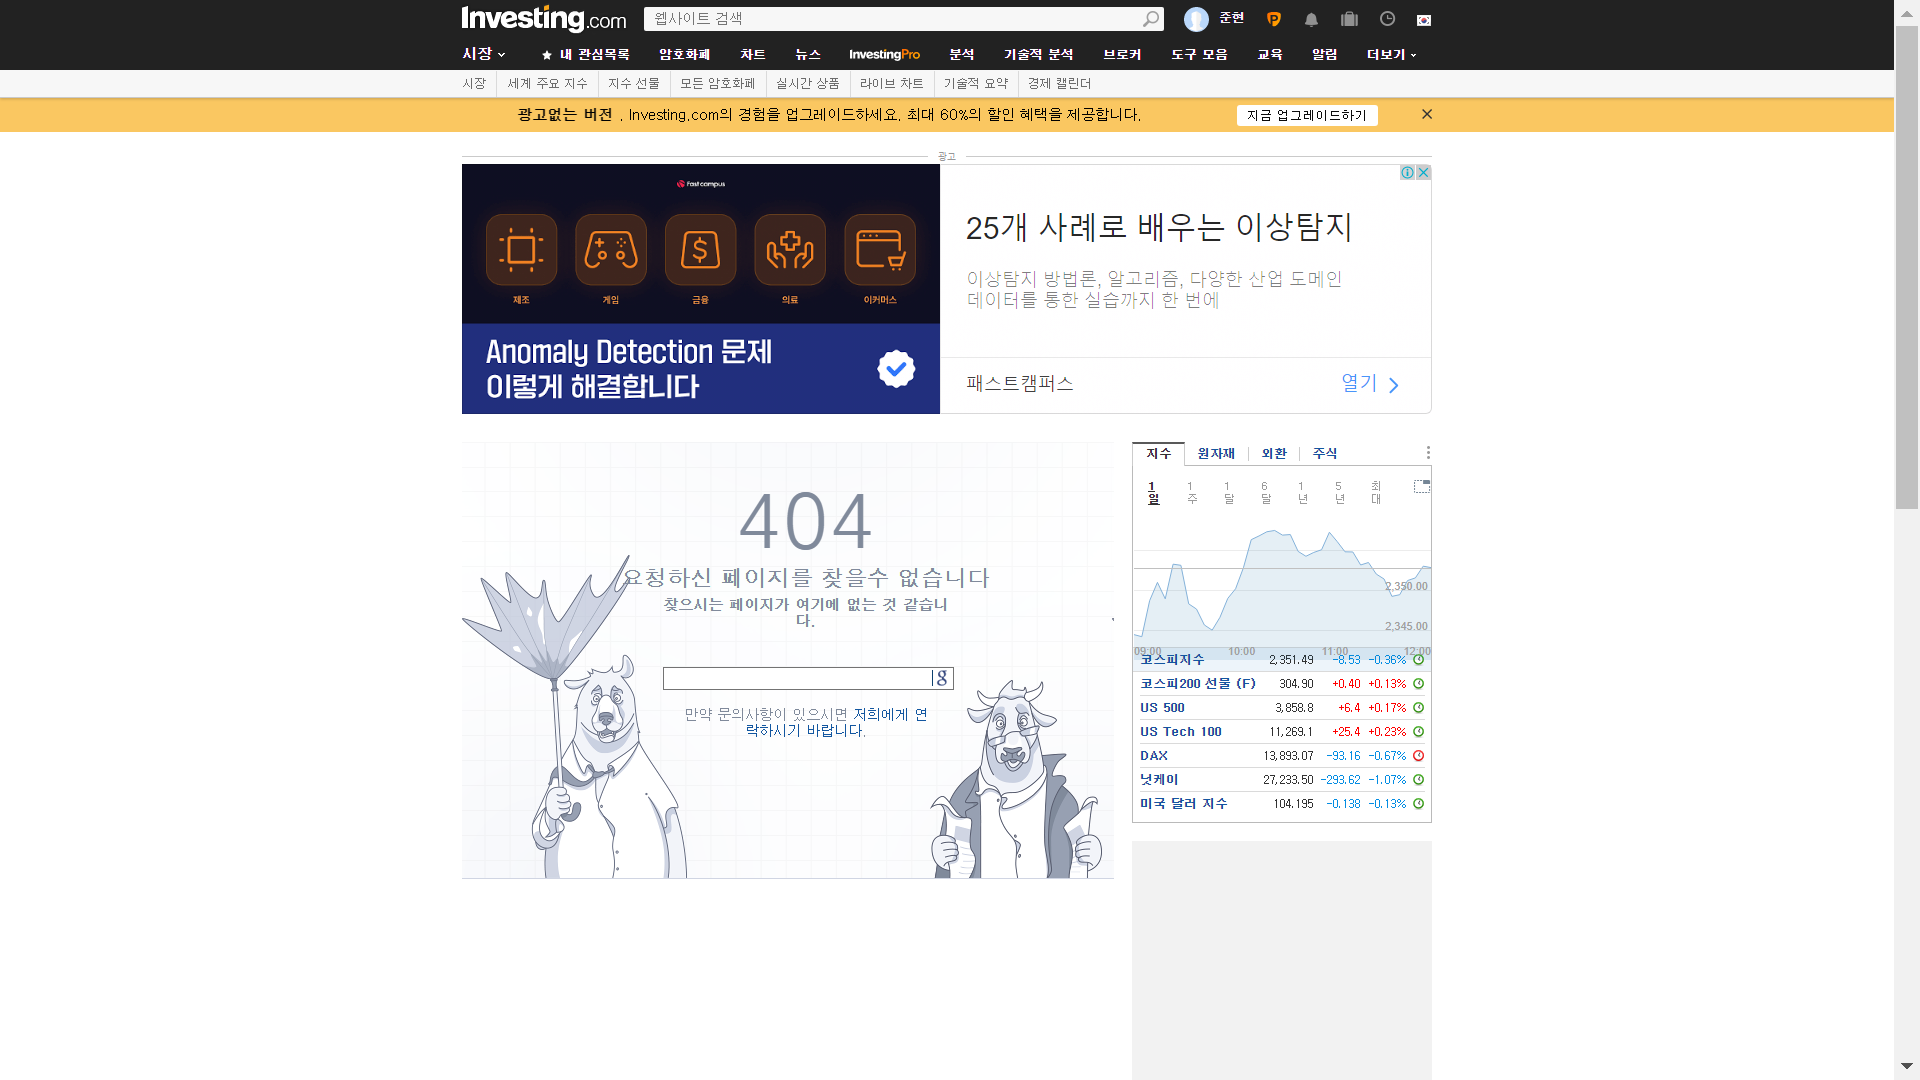 Investing.com
웹사이트 검색
준현
시장
내 관심목록
암호화폐
차트
뉴스
InvestingPro
분석
기술적 분석
브로커
도구 모음
교육
알림
더보기
시장
세계 주요 지수
지수 선물
모든 암호화폐
실시간 상품
라이브 차트
기술적 요약
경제 캘린더
광고없는 버전 . Investing.com의 경험을 업그레이드하세요. 최대 60%의 할인 혜택을 제공합니다.
지금 업그레이드하기
광고
fast campus
제조
게임
금융
의료
이커머스
Anomaly Detection 문제
이렇게 해결합니다
25개 사례로 배우는 이상탐지
이상탐지 방법론, 알고리즘, 다양한 산업 도메인
데이터를 통한 실습까지 한 번에
패스트캠퍼스
열기
404
요청하신 페이지를 찾을수 없습니다
찾으시는 페이지가 여기에 없는 것 같습니
다.
g
만약 문의사항이 있으시면 저희에게 연
락하시기 바랍니다.
지수
원자재
외환
주식
1일
1주
1달
6달
1년
5년
최대
2,350.00
2,345.00
09:00 10:00 11:00 12:00
코스피지수 2,351.49 -8.53 -0.36%
코스피200 선물 (F) 304.90 +0.40 +0.13%
US 500 3,858.8 +6.4 +0.17%
US Tech 100 11,269.1 +25.4 +0.23%
DAX 13,893.07 -93.16 -0.67%
닛케이 27,233.50 -293.62 -1.07%
미국 달러 지수 104.195 -0.138 -0.13%